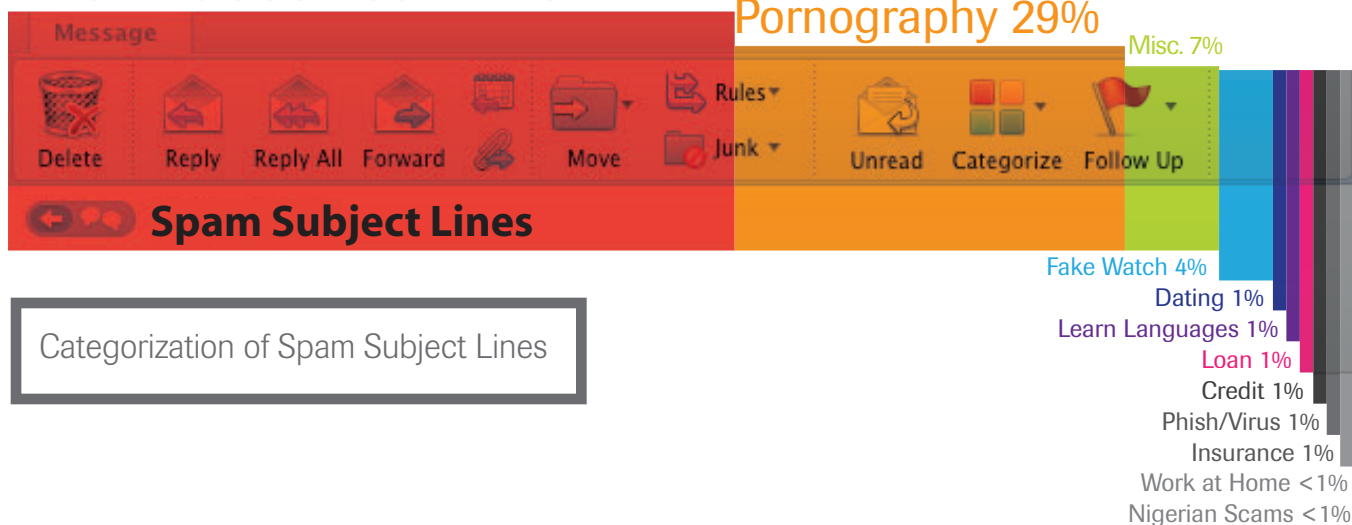 Pornography 29%
Misc. 7%
Message
Delete
Reply
Reply All
Forward
Move
Rules
Junk
Unread
Categorize
Follow Up
Spam Subject Lines
Fake Watch 4%
Dating 1%
Learn Languages 1%
Loan 1%
Credit 1%
Phish/Virus 1%
Insurance 1%
Work at Home <1%
Nigerian Scams <1%
Categorization of Spam Subject Lines